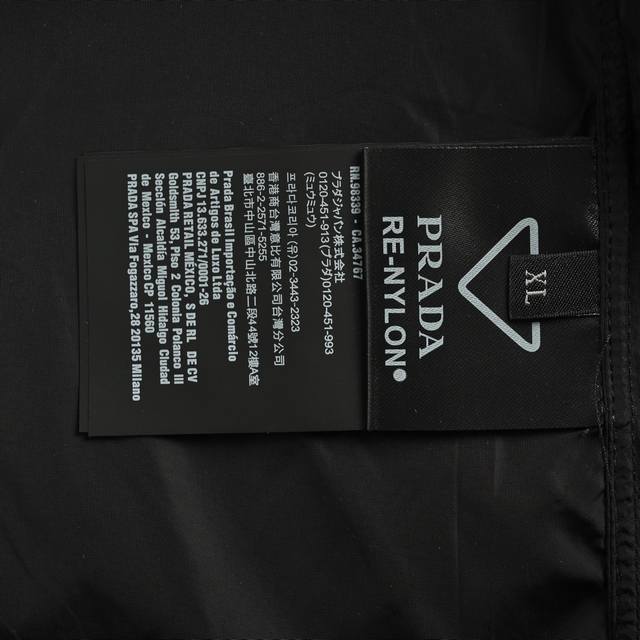 XL
PRADA
RE-NYLON®
RN 96339 - CA 34167
プラダジャパン株式会社
0120-451-913 (プラダ) 0120-451-993
(ミュウミュウ)
프라다코리아 (유) 02-3443-2323
香港商台灣意比有限公司台灣分公司
886-2-2571-5255
臺北市中山區中山北路二段44號12樓A室
Prada Brasil Importação e Comércio
de Artigos de Luxo Ltda
CNPJ 13.633.271/0001-26
PRADA RETAIL MEXICO, S DE RL DE CV
Goldsmith 53, Piso 2 Colonia Polanco III
Sección Alcaldía Miguel Hidalgo Ciudad
de Mexico - Mexico CP 11560
PRADA SPA Via Fogazzaro, 28 20135 Milano